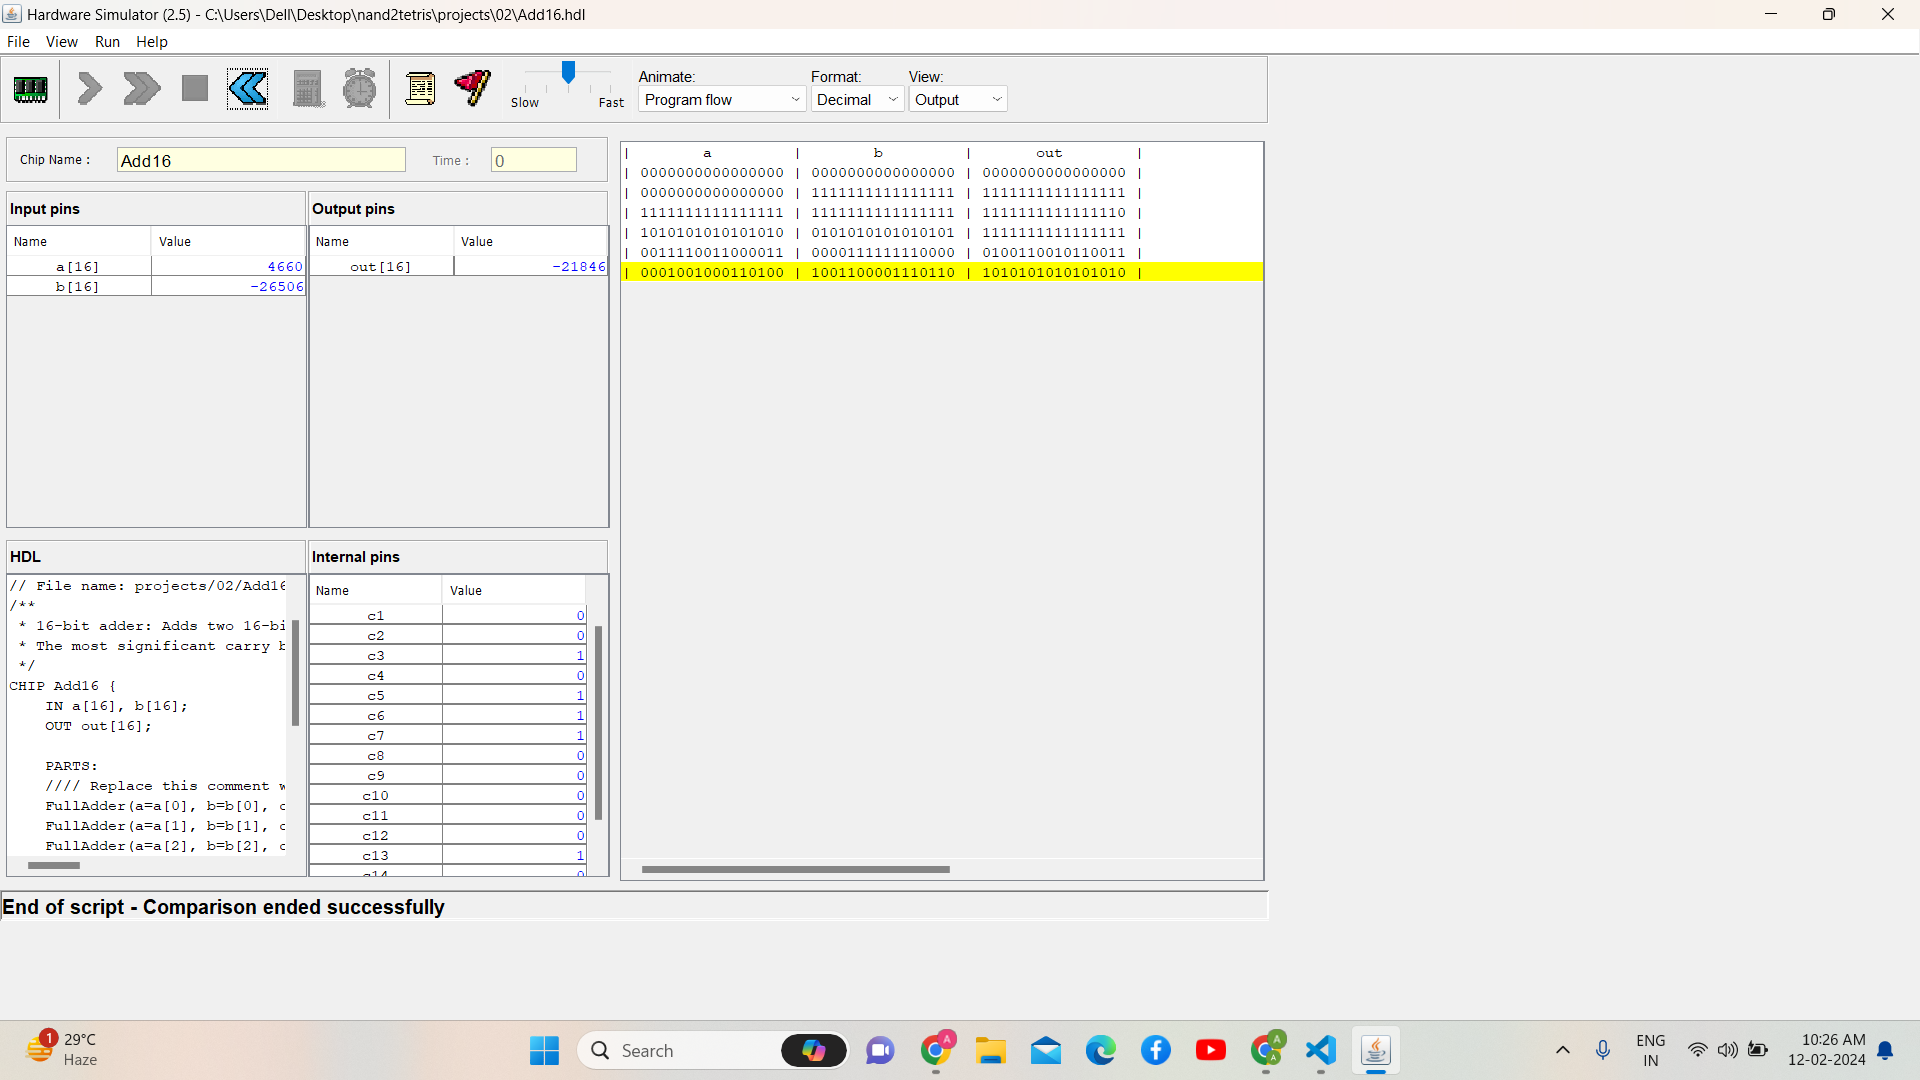 Hardware Simulator (2.5) - C:\Users\Dell\Desktop\nand2tetris\projects\02\Add16.hdl
File View Run Help
Slow Fast
Animate: Format: View:
Program flow Decimal Output
Chip Name : Add16 Time : 0
Input pins
Name Value
a[16] 4660
b[16] -26506
Output pins
Name Value
out[16] -21846
| a | b | out |
| 0000000000000000 | 0000000000000000 | 0000000000000000 |
| 0000000000000000 | 1111111111111111 | 1111111111111111 |
| 1111111111111111 | 1111111111111111 | 1111111111111110 |
| 1010101010101010 | 0101010101010101 | 1111111111111111 |
| 0011110011000011 | 0000111111110000 | 0100110010110011 |
| 0001001000110100 | 1001100001110110 | 1010101010101010 |
HDL
// File name: projects/02/Add16
/**
* 16-bit adder: Adds two 16-bi
* The most significant carry b
*/
CHIP Add16 {
IN a[16], b[16];
OUT out[16];
PARTS:
//// Replace this comment w
FullAdder(a=a[0], b=b[0], c
FullAdder(a=a[1], b=b[1], c
FullAdder(a=a[2], b=b[2], c
Internal pins
Name Value
c1 0
c2 0
c3 1
c4 0
c5 1
c6 1
c7 1
c8 0
c9 0
c10 0
c11 0
c12 0
c13 1
c14 0
End of script - Comparison ended successfully
1
29°C
Haze
Search
A
A
A
ENG
IN
10:26 AM
12-02-2024